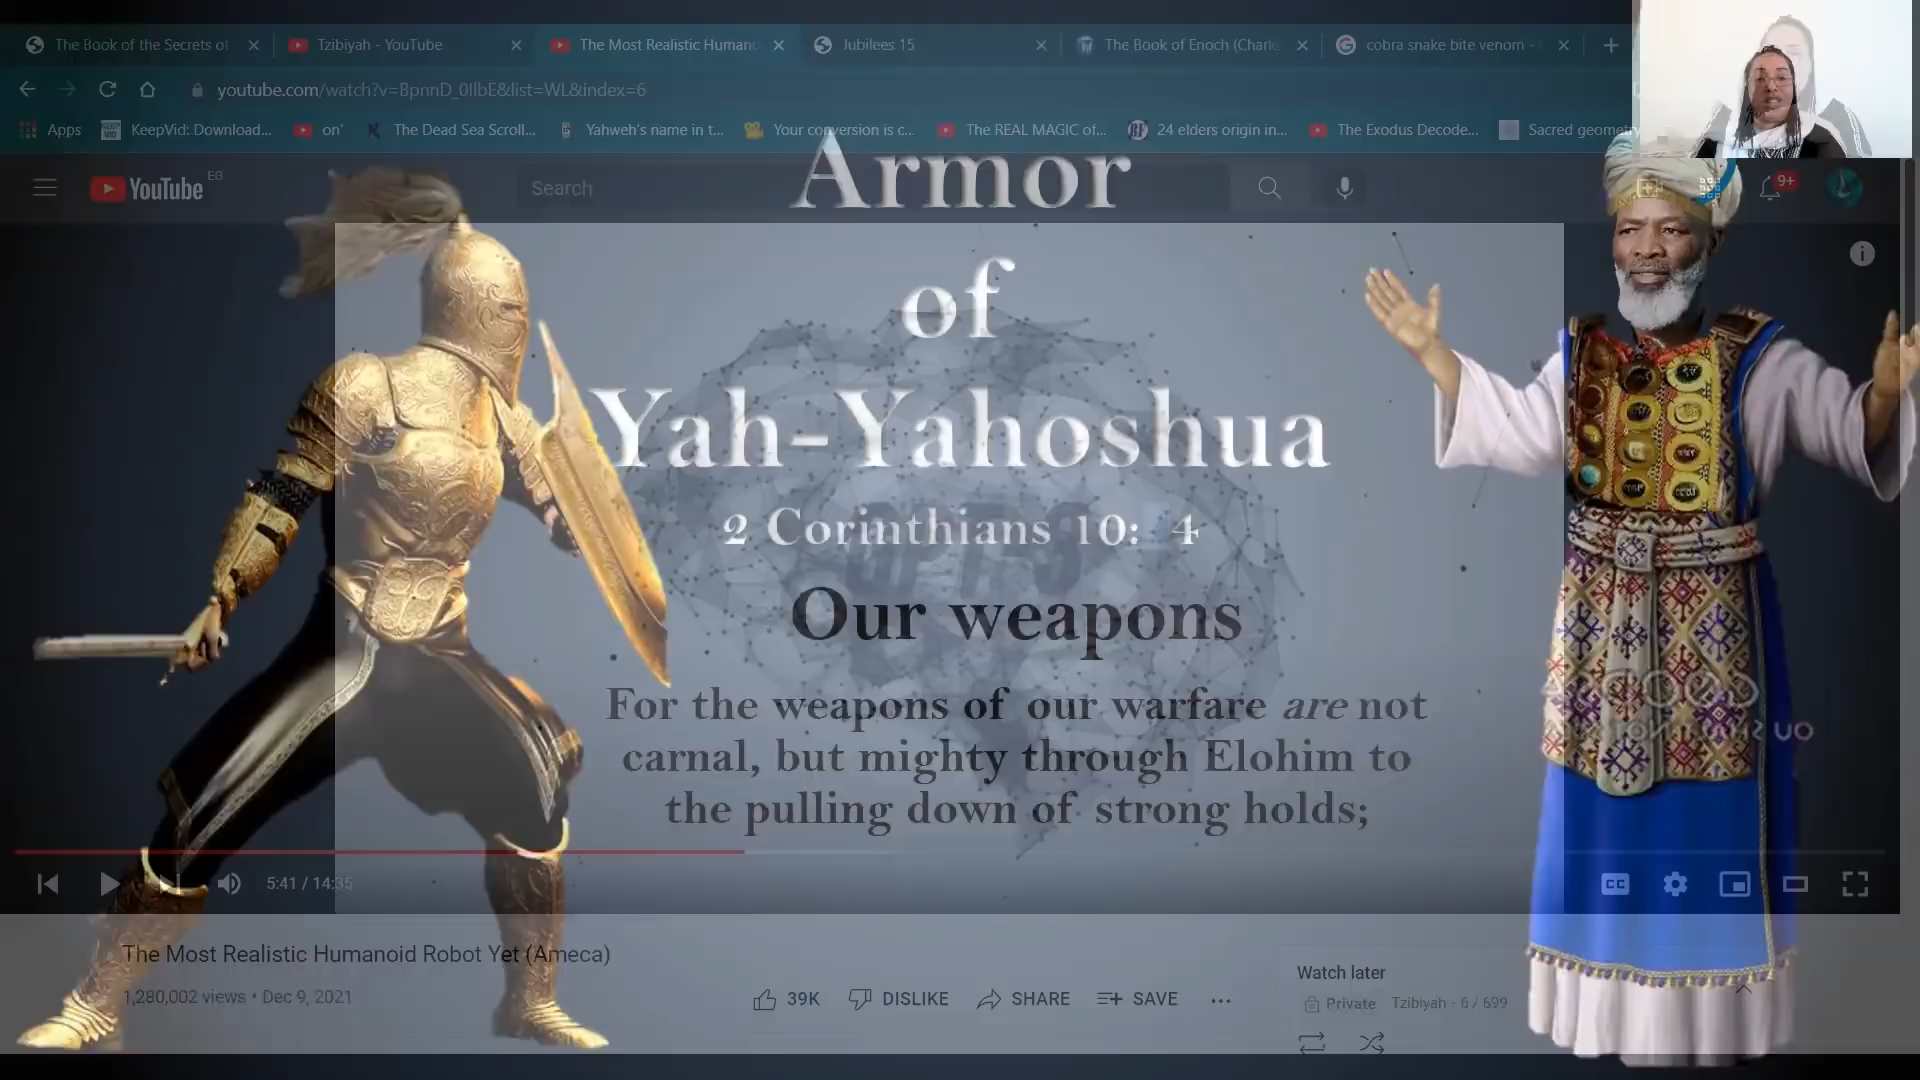 The Book of the Secrets of
Tzibiyah - YouTube
The Most Realistic Humano
Jubilees 15
The Book of Enoch (Charle
cobra snake bite venom -
youtube.com/watch?v=BpnnD_0IlbE&list=WL&index=6
Apps
KeepVid: Download...
on'
The Dead Sea Scroll...
Yahweh's name in t...
Your conversion is c...
The REAL MAGIC of...
24 elders origin in...
The Exodus Decode...
Sacred geometry
YouTube EG
Search
9+
Armor
of
Yah-Yahoshua
2 Corinthians 10: 4
Our weapons
For the weapons of our warfare are not
carnal, but mighty through Elohim to
the pulling down of strong holds;
5:41 / 14:35
CC
The Most Realistic Humanoid Robot Yet (Ameca)
1,280,002 views • Dec 9, 2021
39K
DISLIKE
SHARE
SAVE
Watch later
Private
Tzibiyah - 6 / 699